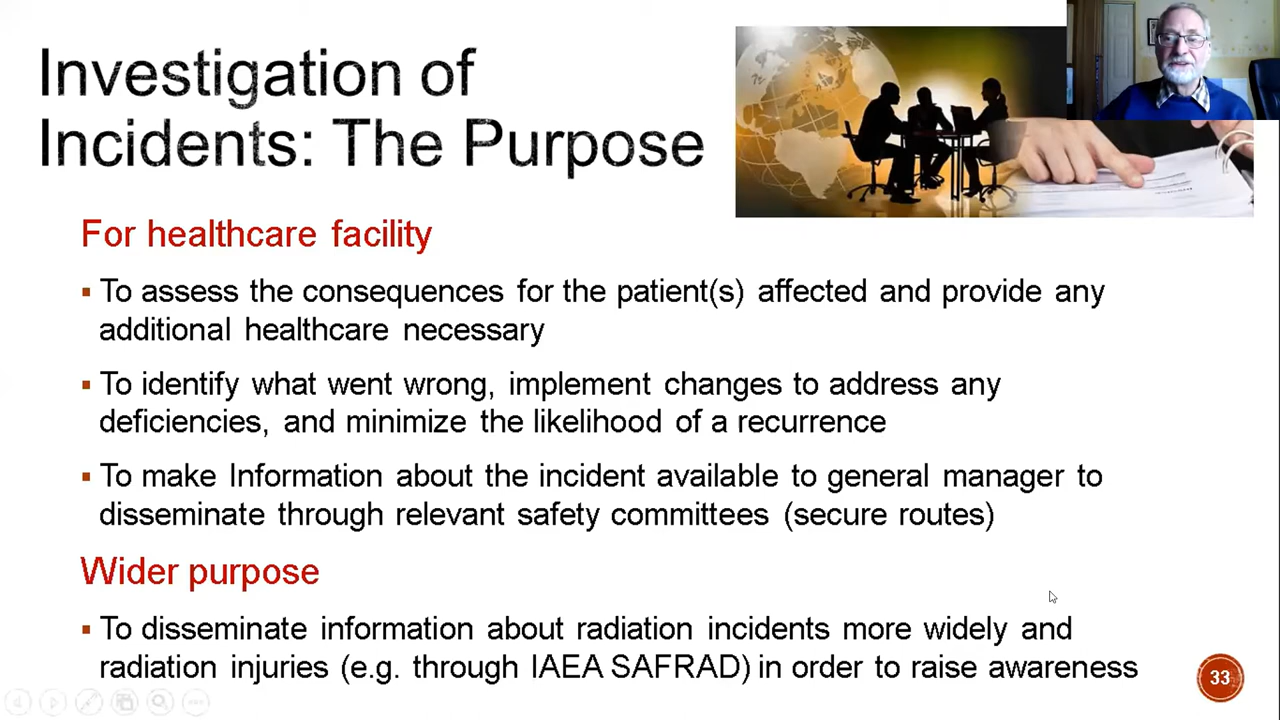 Investigation of
Incidents: The Purpose
For healthcare facility
▪ To assess the consequences for the patient(s) affected and provide any
additional healthcare necessary
▪ To identify what went wrong, implement changes to address any
deficiencies, and minimize the likelihood of a recurrence
▪ To make Information about the incident available to general manager to
disseminate through relevant safety committees (secure routes)
Wider purpose
▪ To disseminate information about radiation incidents more widely and
radiation injuries (e.g. through IAEA SAFRAD) in order to raise awareness
33